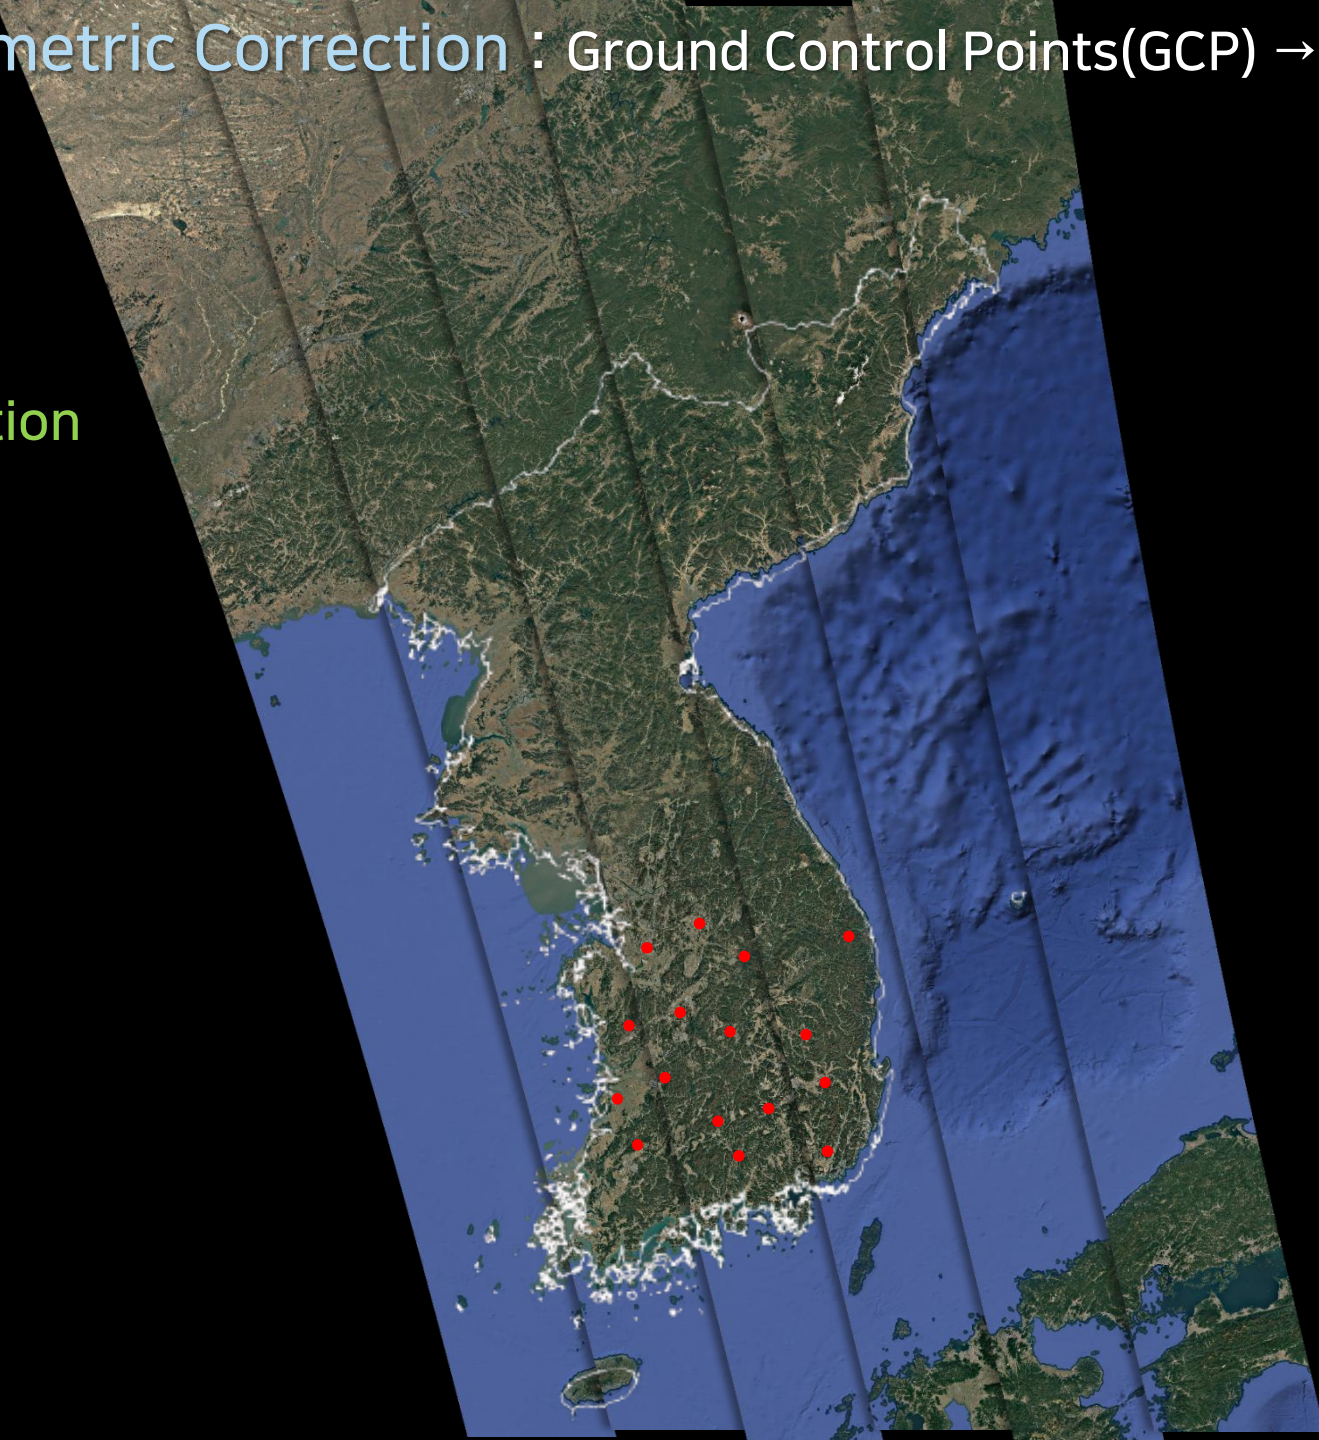 metric Correction : Ground Control Points(GCP) →
tion